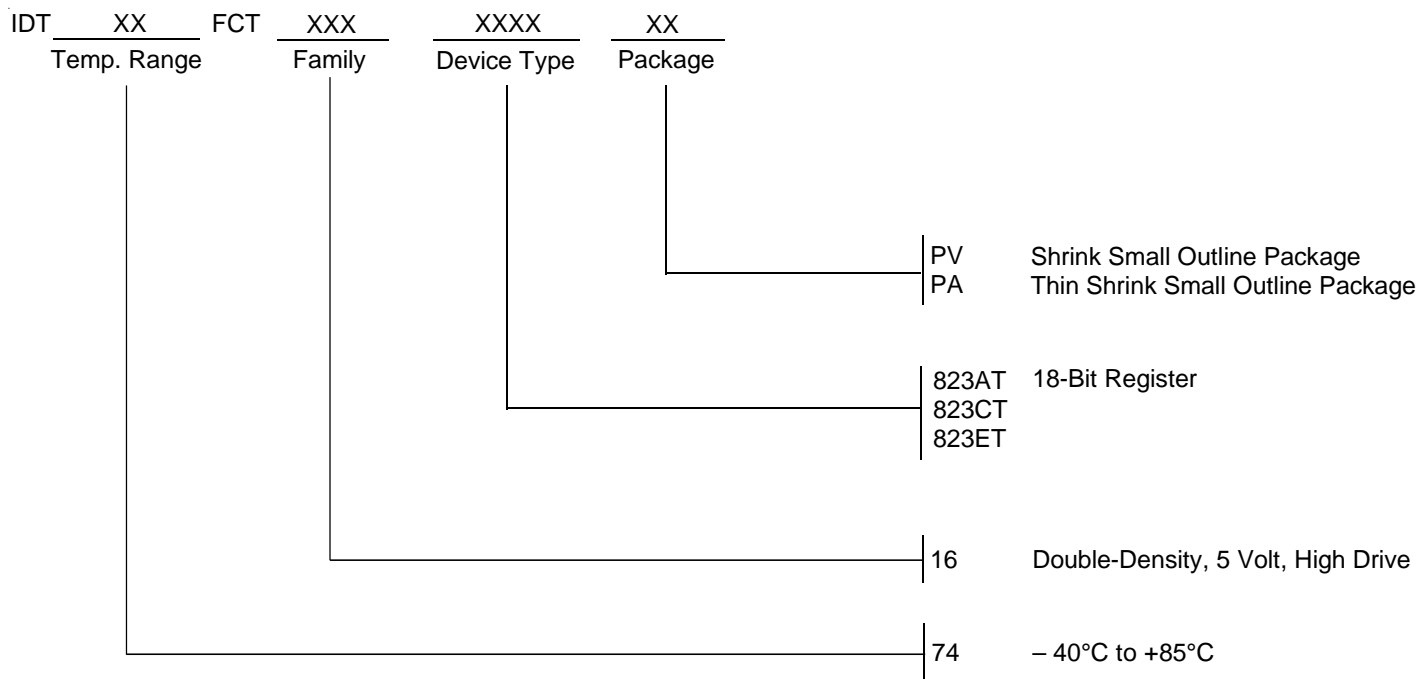 IDT XX FCT XXX XXXX XX
Temp. Range Family Device Type Package
PV Shrink Small Outline Package
PA Thin Shrink Small Outline Package
823AT 18-Bit Register
823CT
823ET
16 Double-Density, 5 Volt, High Drive
74 – 40°C to +85°C